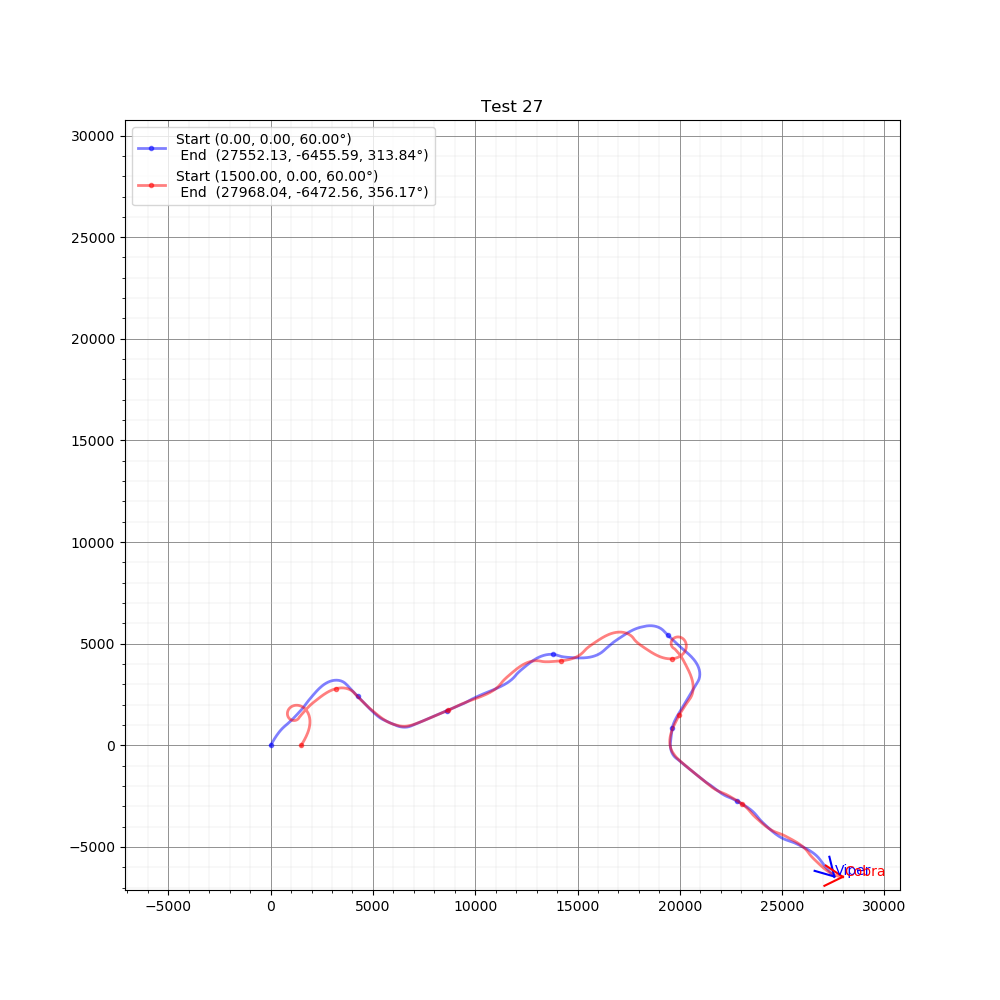 Test 27
Start (0.00, 0.00, 60.00°)
End  (27552.13, -6455.59, 313.84°)
Start (1500.00, 0.00, 60.00°)
End  (27968.04, -6472.56, 356.17°)
30000
25000
20000
15000
10000
5000
0
−5000
Viper
Cobra
−5000 0 5000 10000 15000 20000 25000 30000